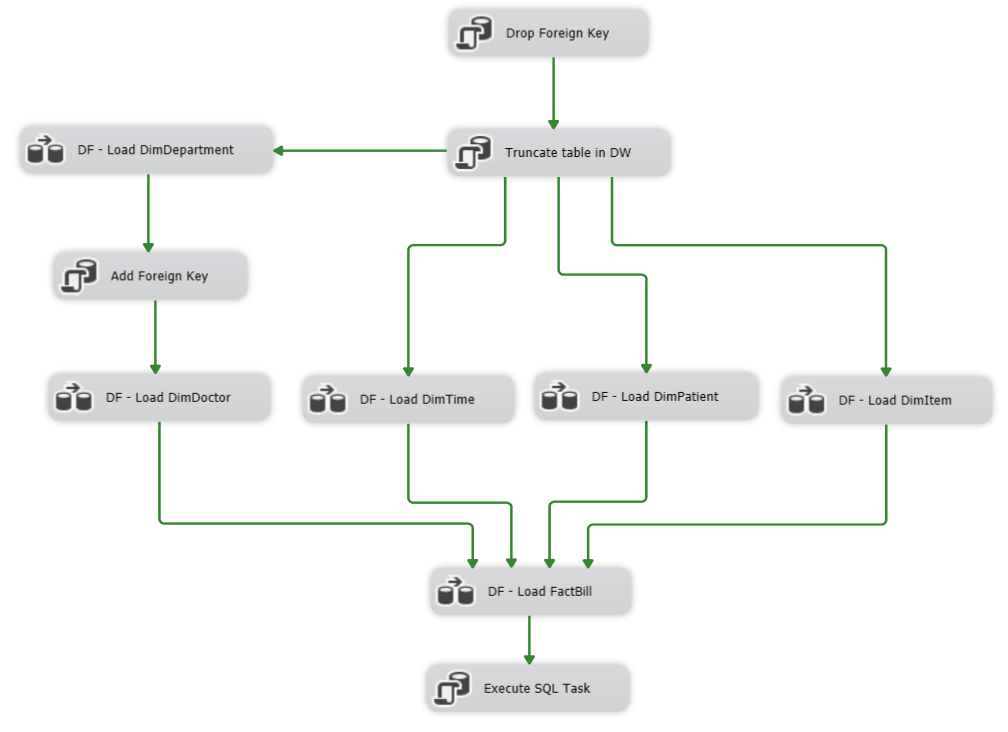 Drop Foreign Key
DF - Load DimDepartment
Truncate table in DW
Add Foreign Key
DF - Load DimDoctor
DF - Load DimTime
DF - Load DimPatient
DF - Load DimItem
DF - Load FactBill
Execute SQL Task